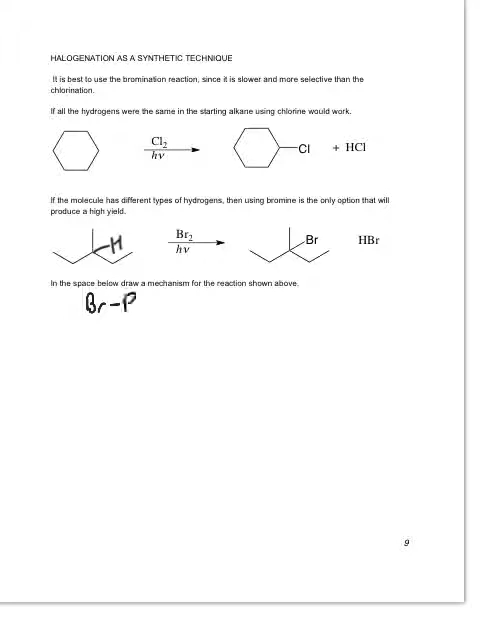 HALOGENATION AS A SYNTHETIC TECHNIQUE
It is best to use the bromination reaction, since it is slower and more selective than the
chlorination.
If all the hydrogens were the same in the starting alkane using chlorine would work.
Cl₂
hν
Cl + HCl
If the molecule has different types of hydrogens, then using bromine is the only option that will
produce a high yield.
H
Br₂
hν
Br HBr
In the space below draw a mechanism for the reaction shown above.
Br-P
9